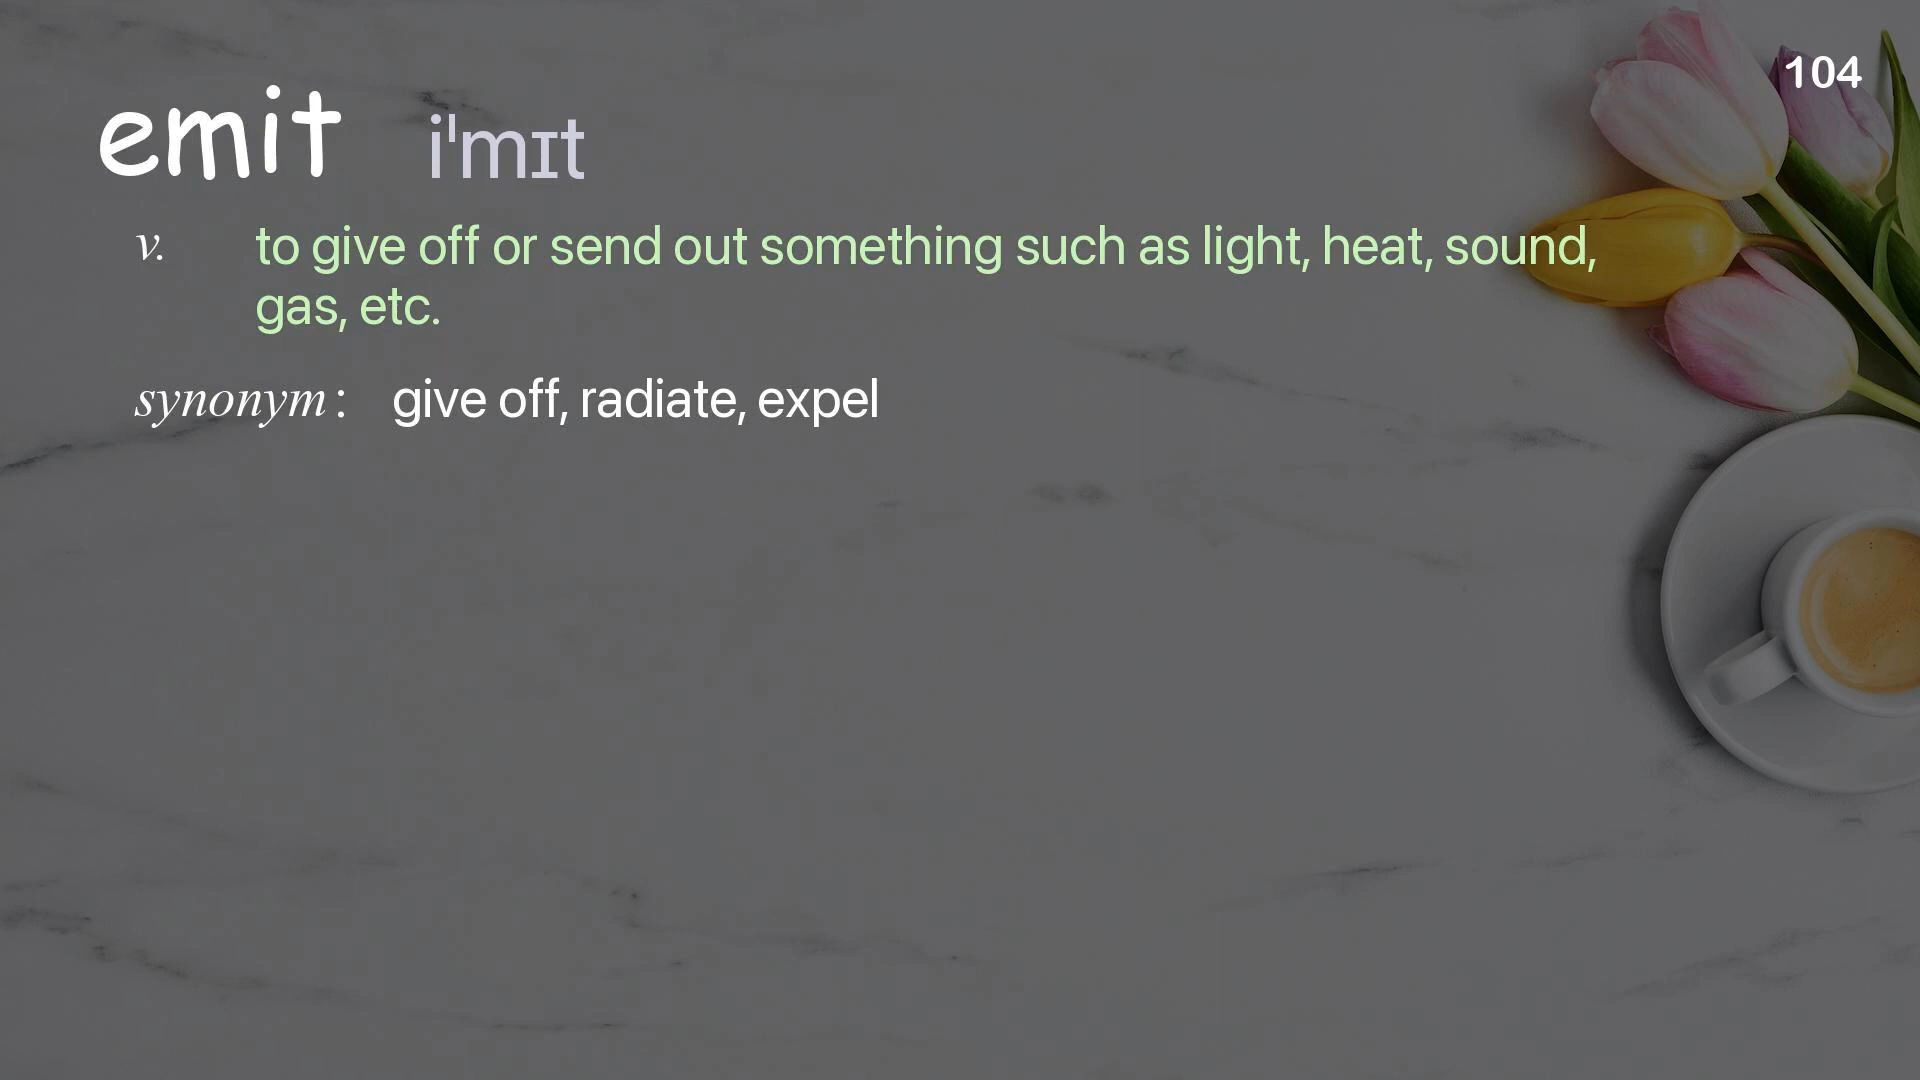 104
emit iˈmɪt
v. to give off or send out something such as light, heat, sound,
gas, etc.
synonym : give off, radiate, expel